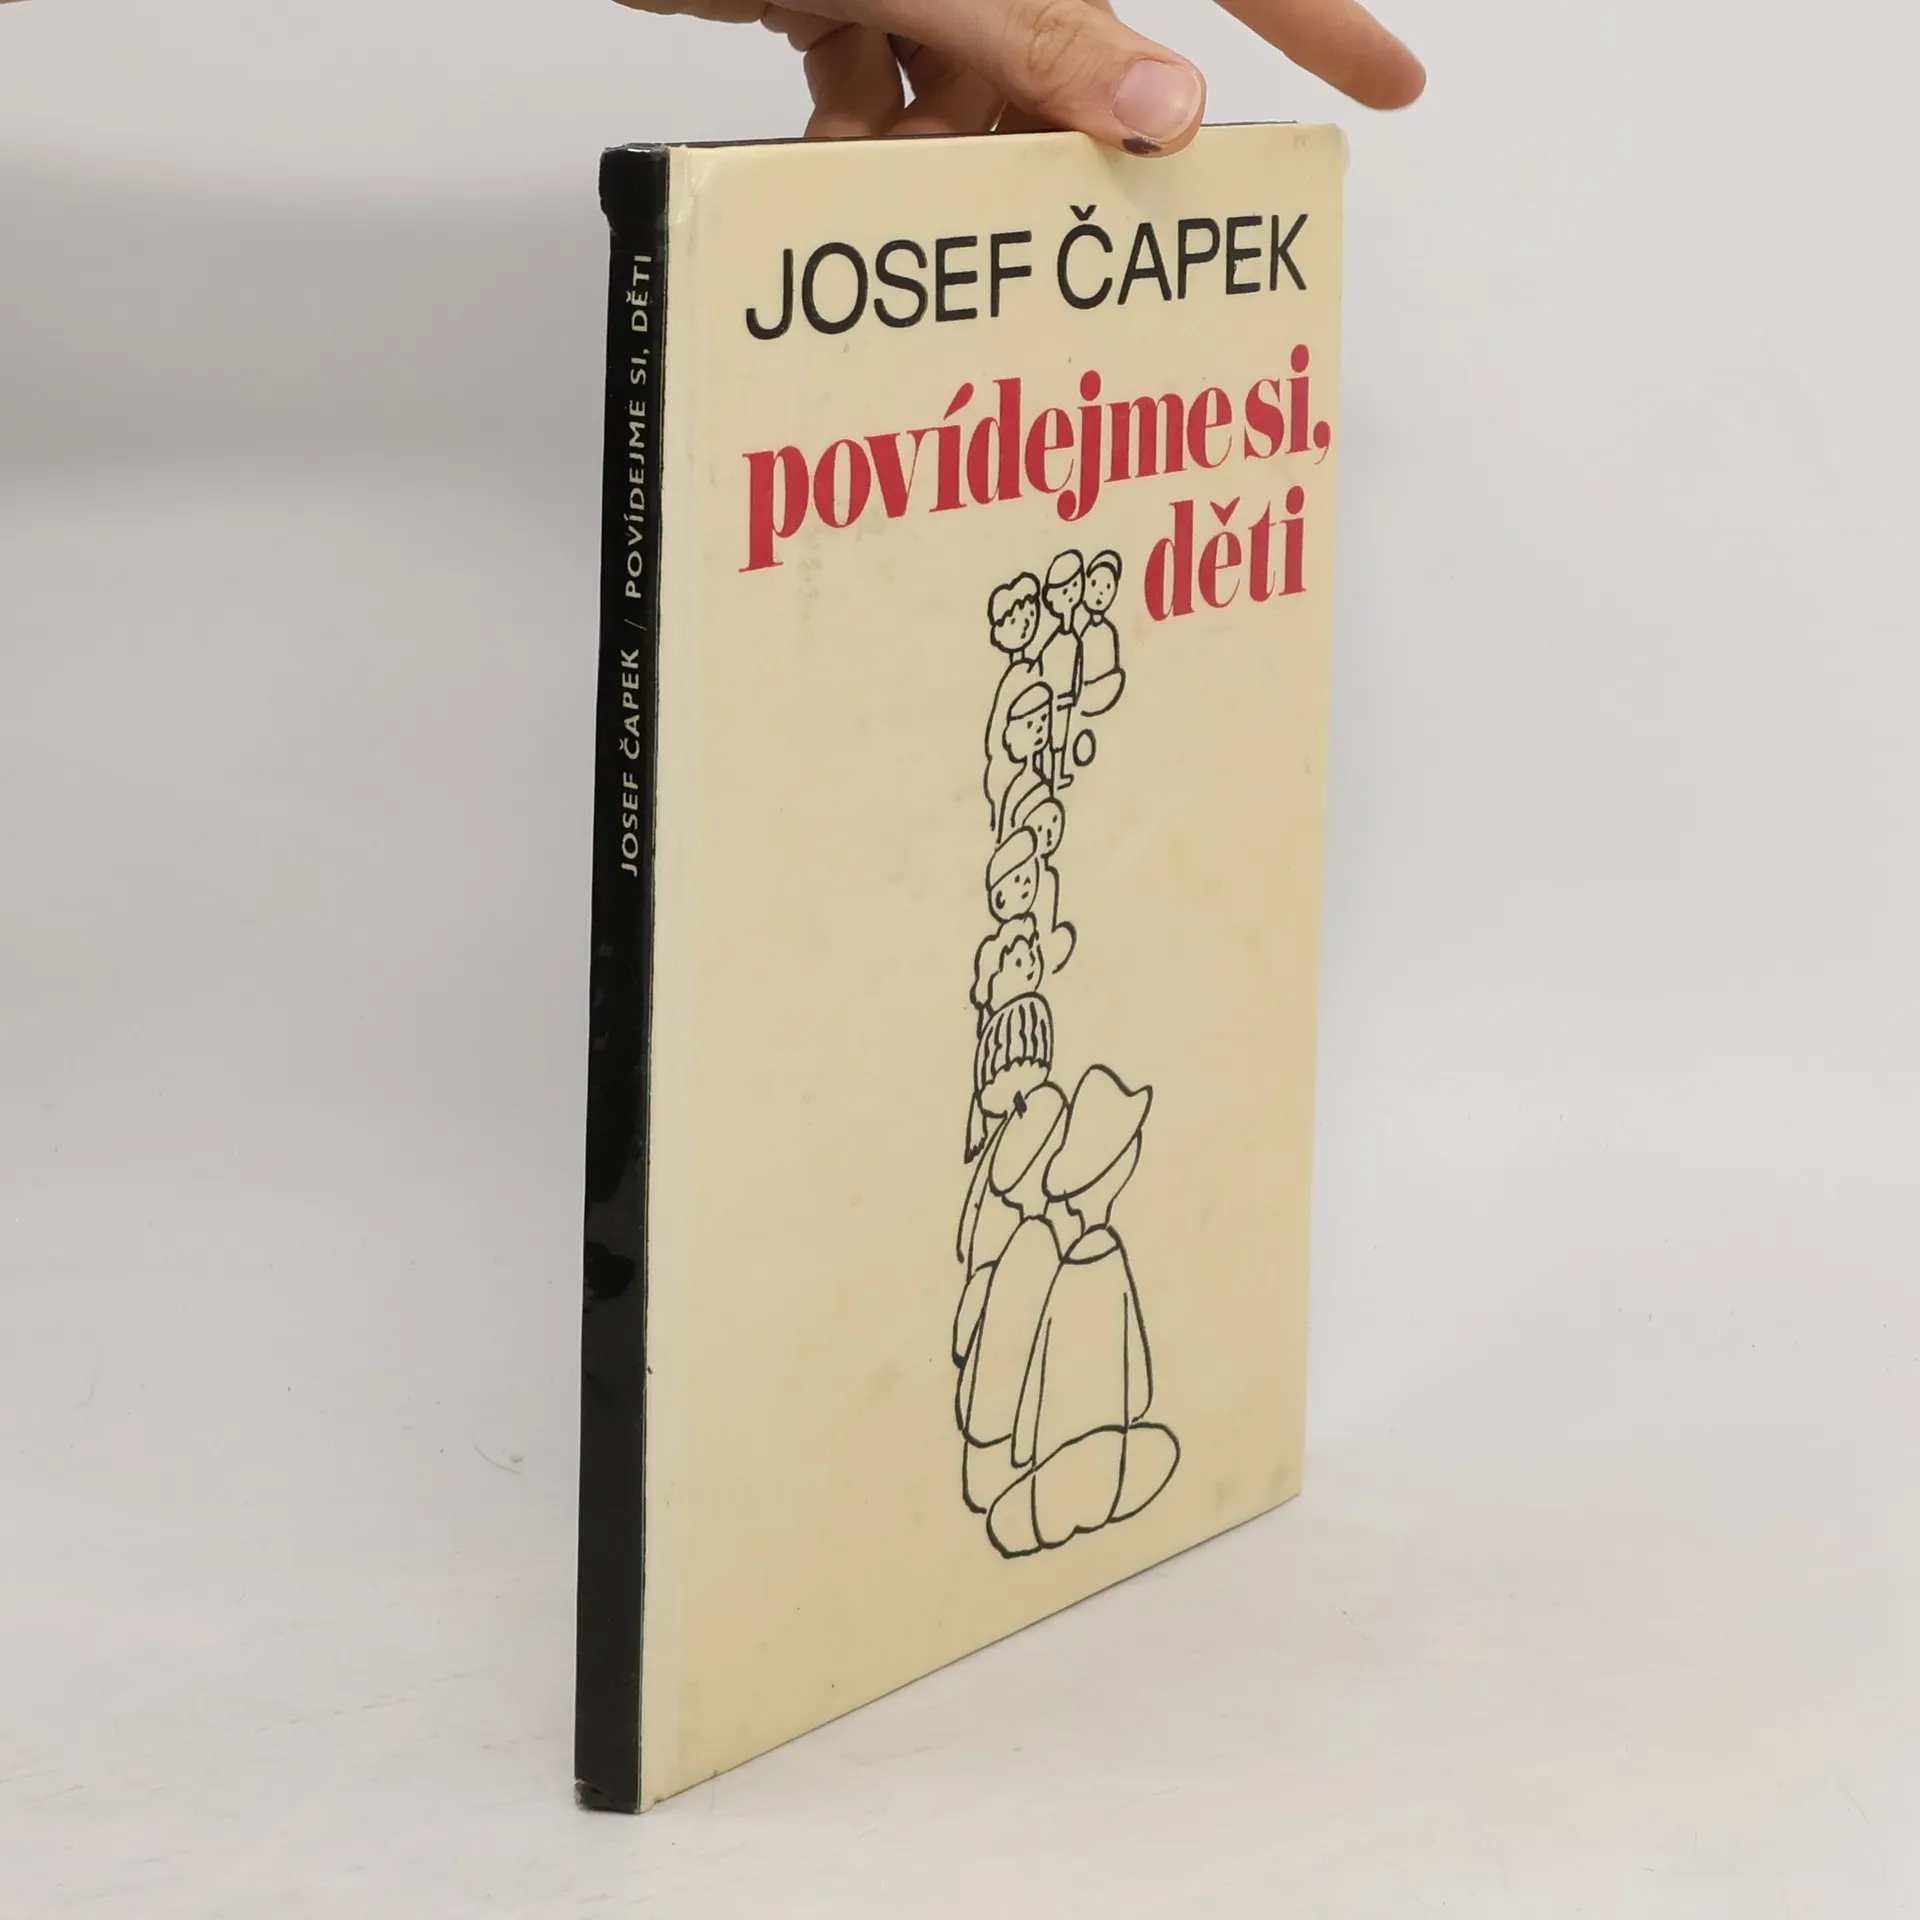 JOSEF ČAPEK
povídejme si,
děti
JOSEF ČAPEK / POVÍDEJME SI, DĚTI